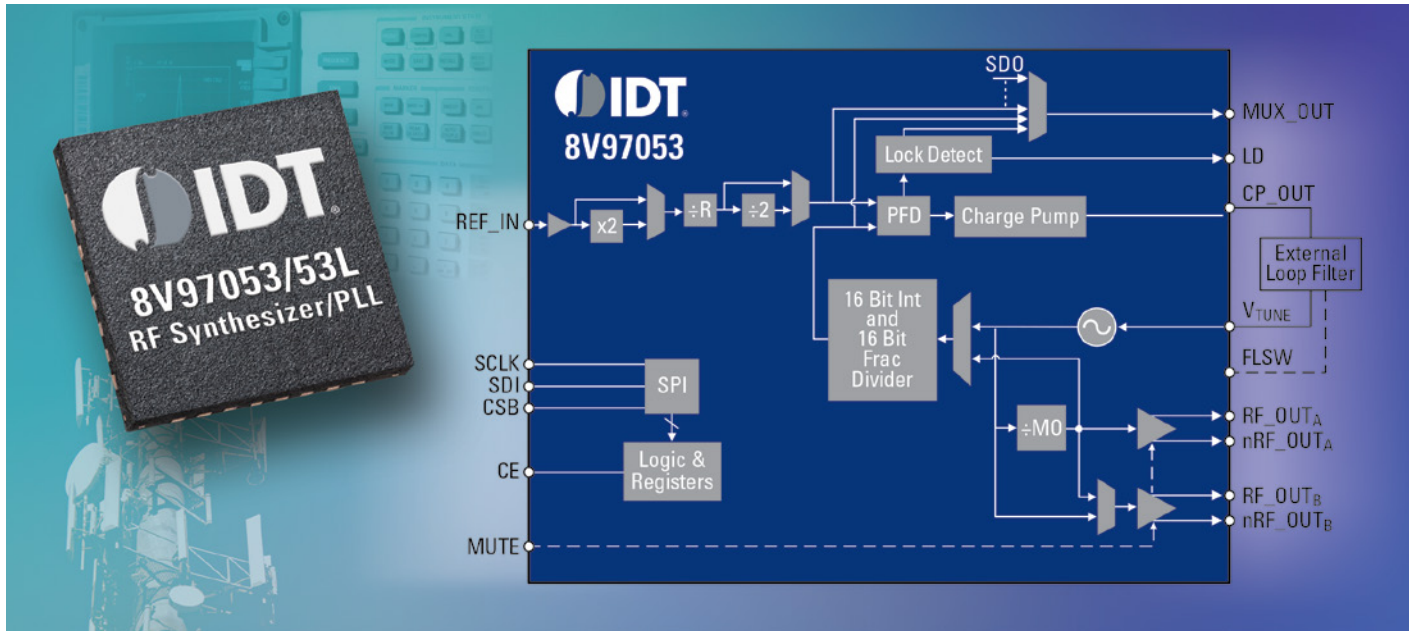 IDT®
8V97053/53L
RF Synthesizer/PLL
IDT®
8V97053
REF_IN
x2
÷R
÷2
SDO
Lock Detect
PFD
Charge Pump
MUX_OUT
LD
CP_OUT
External
Loop Filter
VTUNE
FLSW
16 Bit Int
and
16 Bit
Frac
Divider
÷MO
RF_OUTA
nRF_OUTA
RF_OUTB
nRF_OUTB
SCLK
SDI
CSB
SPI
CE
Logic &
Registers
MUTE